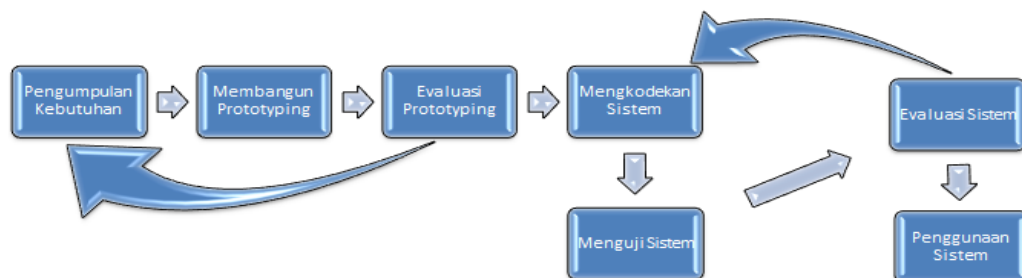 Pengumpulan
Kebutuhan
Membangun
Prototyping
Evaluasi
Prototyping
Mengkodekan
Sistem
Evaluasi Sistem
Menguji Sistem
Penggunaan
Sistem